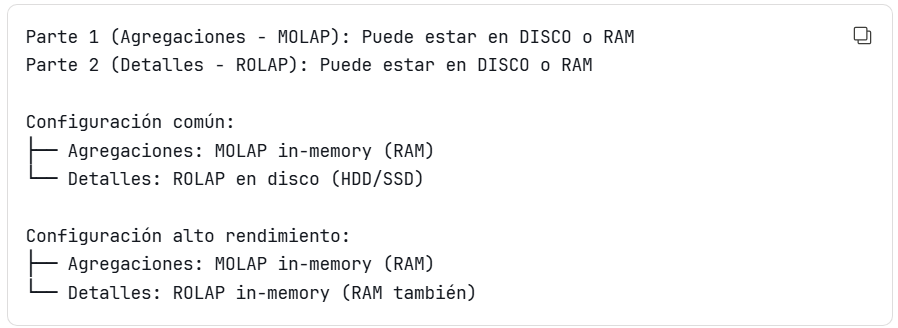 Parte 1 (Agregaciones - MOLAP): Puede estar en DISCO o RAM
Parte 2 (Detalles - ROLAP): Puede estar en DISCO o RAM
Configuración común:
├── Agregaciones: MOLAP in-memory (RAM)
└── Detalles: ROLAP en disco (HDD/SSD)
Configuración alto rendimiento:
├── Agregaciones: MOLAP in-memory (RAM)
└── Detalles: ROLAP in-memory (RAM también)